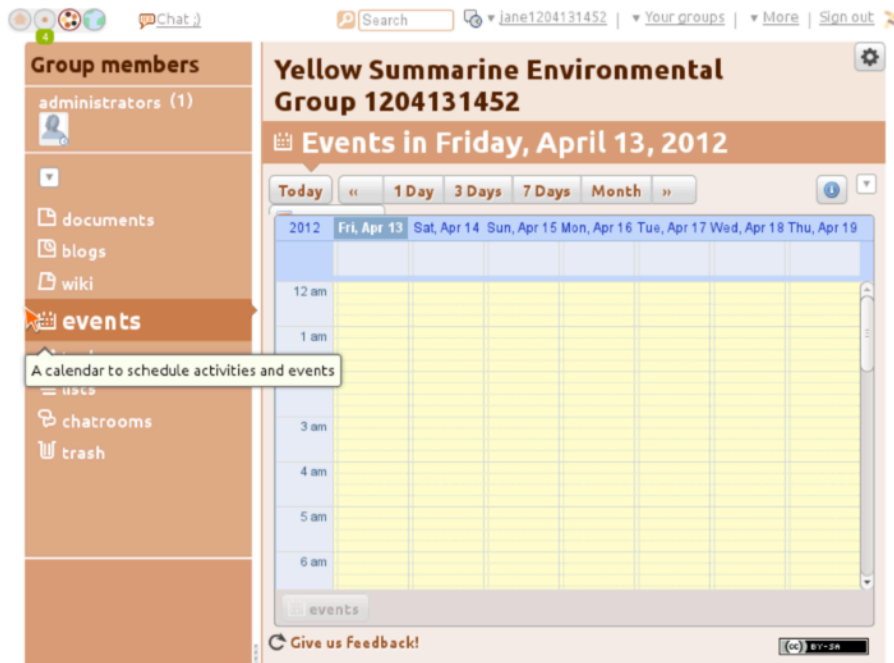 Chat ;)
Search
jane1204131452 | Your groups | More | Sign out
4
Group members
administrators (1)
documents
blogs
wiki
events
A calendar to schedule activities and events
lists
chatrooms
trash
Yellow Summarine Environmental
Group 1204131452
Events in Friday, April 13, 2012
Today « 1 Day 3 Days 7 Days Month »
2012 Fri, Apr 13 Sat, Apr 14 Sun, Apr 15 Mon, Apr 16 Tue, Apr 17 Wed, Apr 18 Thu, Apr 19
12 am
1 am
3 am
4 am
5 am
6 am
events
Give us Feedback!
(cc) BY-SA